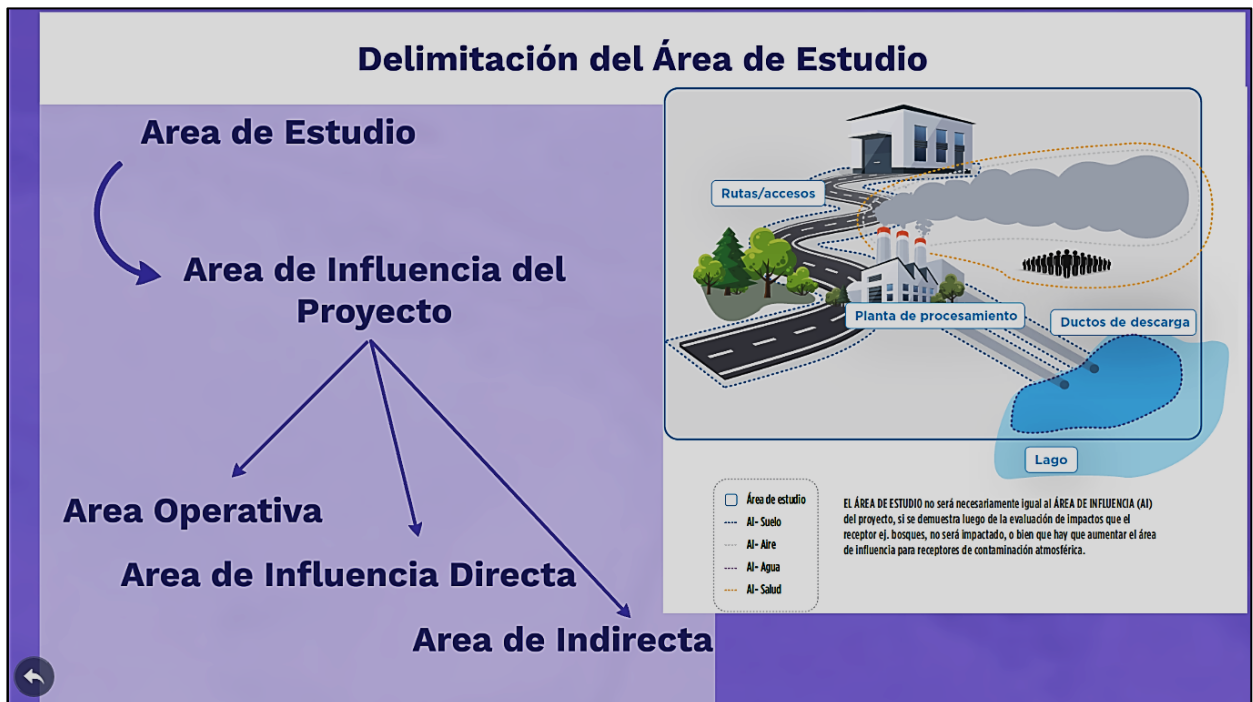 Delimitación del Área de Estudio
Area de Estudio
Area de Influencia del
Proyecto
Area Operativa
Area de Influencia Directa
Area de Indirecta
Rutas/accesos
Planta de procesamiento
Ductos de descarga
Lago
Área de estudio
AI- Suelo
AI- Aire
AI- Agua
AI- Salud
EL ÁREA DE ESTUDIO no será necesariamente igual al ÁREA DE INFLUENCIA (AI)
del proyecto, si se demuestra luego de la evaluación de impactos que el
receptor ej. bosques, no será impactado, o bien que hay que aumentar el área
de influencia para receptores de contaminación atmosférica.